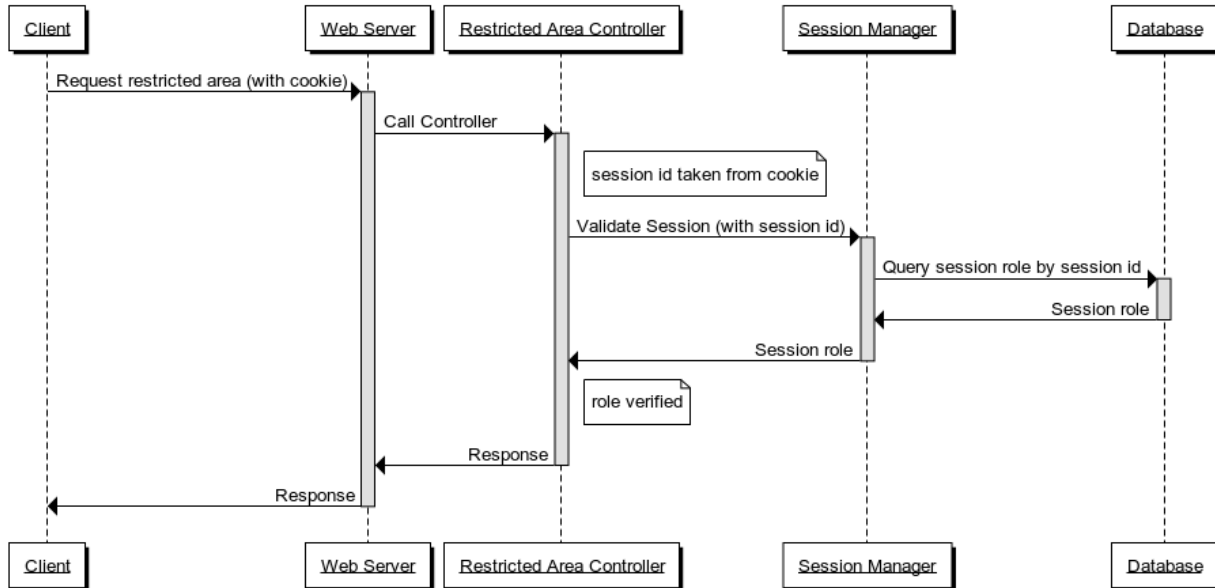 Client
Web Server
Restricted Area Controller
Session Manager
Database
Request restricted area (with cookie)
Call Controller
session id taken from cookie
Validate Session (with session id)
Query session role by session id
Session role
Session role
role verified
Response
Response
Client
Web Server
Restricted Area Controller
Session Manager
Database